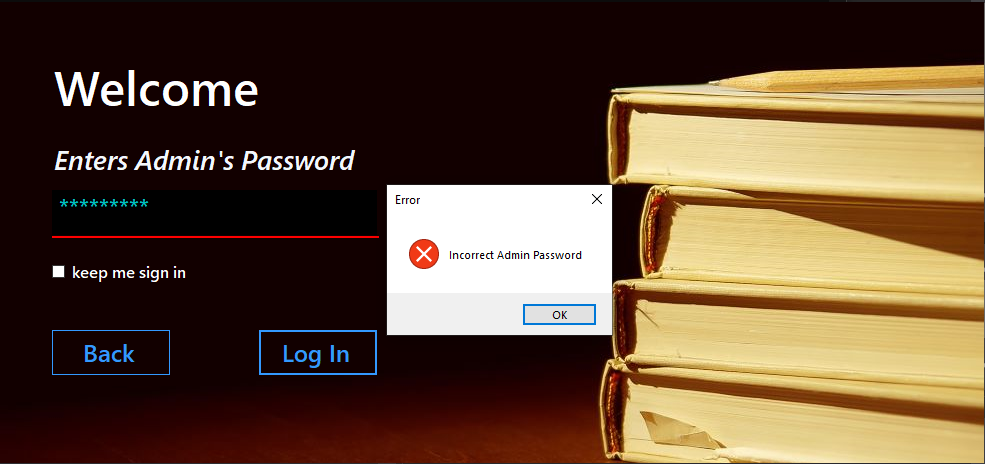 Welcome
Enters Admin's Password
*********
keep me sign in
Back
Log In
Error
Incorrect Admin Password
OK